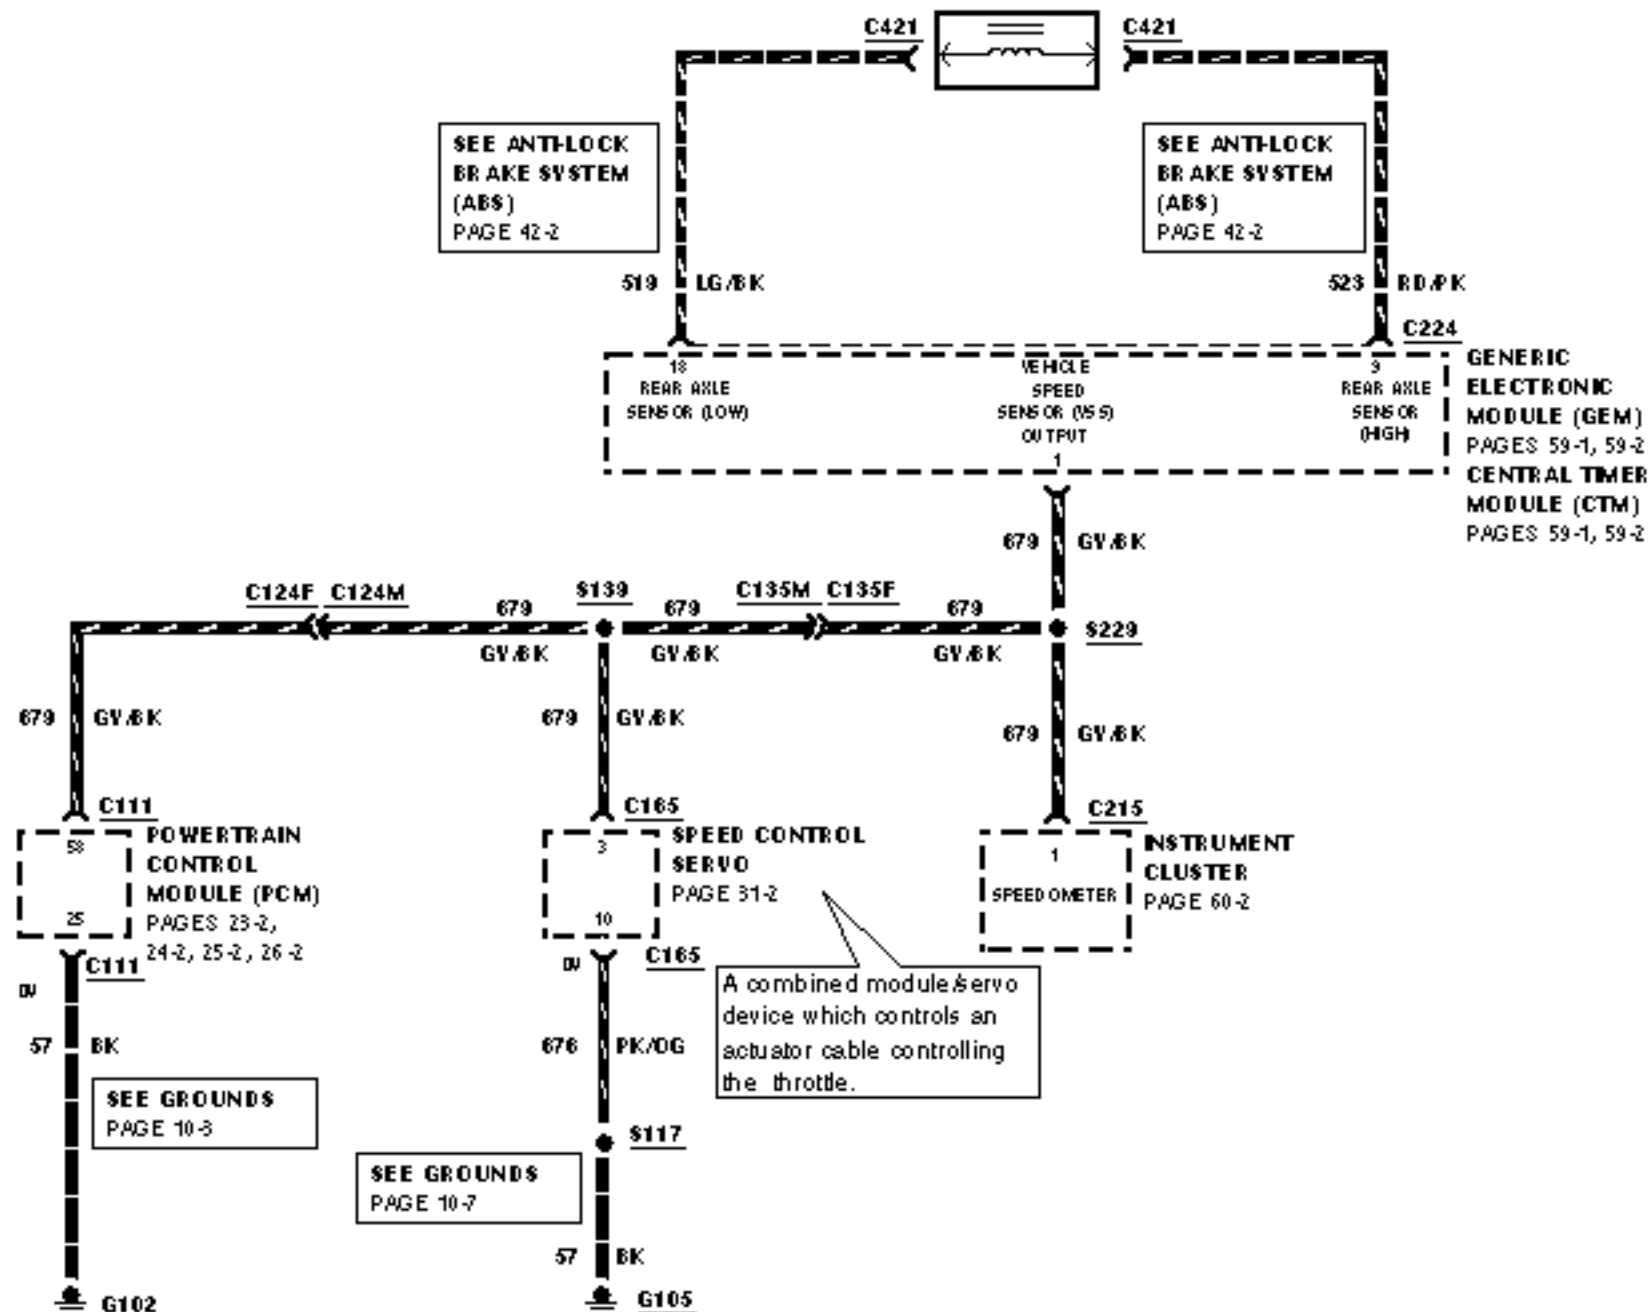 C421
C421
SEE ANTI-LOCK
BRAKE SYSTEM
(ABS)
PAGE 42-2
SEE ANTI-LOCK
BRAKE SYSTEM
(ABS)
PAGE 42-2
519 LG/BK
523 RD/PK
C224
18
REAR AXLE
SENSOR (LOW)
VEHICLE
SPEED
SENSOR (VSS)
OUTPUT
1
9
REAR AXLE
SENSOR
(HIGH)
GENERIC
ELECTRONIC
MODULE (GEM)
PAGES 59-1, 59-2
CENTRAL TIMER
MODULE (CTM)
PAGES 59-1, 59-2
679 GY/BK
C124F C124M
S139
C135M C135F
679
679
679
S229
GY/BK
GY/BK
GY/BK
679 GY/BK
679 GY/BK
679 GY/BK
C111
58
25
POWERTRAIN
CONTROL
MODULE (PCM)
PAGES 23-2,
24-2, 25-2, 26-2
C111
C165
3
10
SPEED CONTROL
SERVO
PAGE 31-2
C165
C215
1
SPEEDOMETER
INSTRUMENT
CLUSTER
PAGE 60-2
0V
0V
A combined module/servo
device which controls an
actuator cable controlling
the throttle.
57 BK
676 PK/OG
SEE GROUNDS
PAGE 10-3
S117
SEE GROUNDS
PAGE 10-7
57 BK
G102
G105